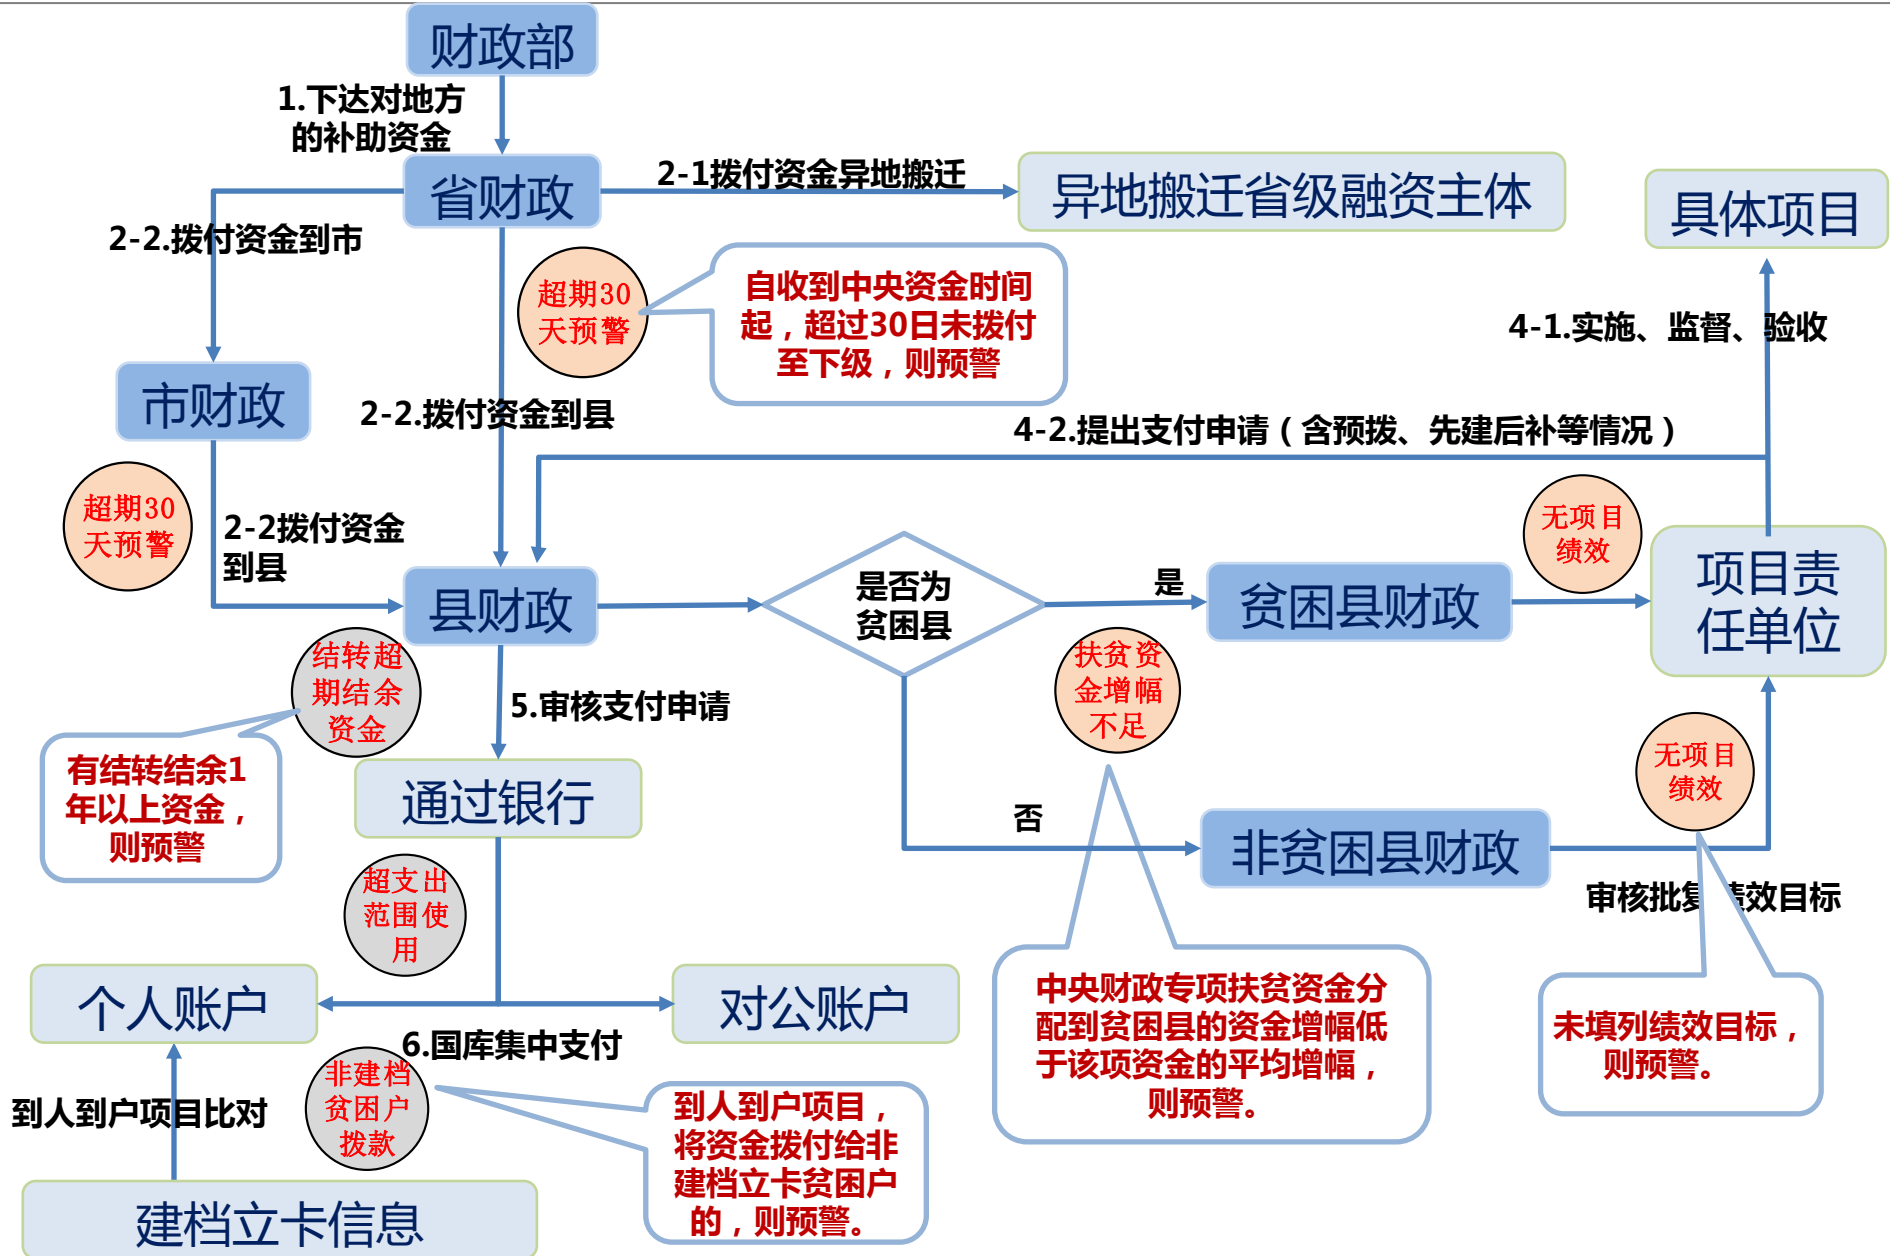 财政部
1.下达对地方
的补助资金
省财政
2-1拨付资金异地搬迁
异地搬迁省级融资主体
具体项目
2-2.拨付资金到市
超期30
天预警
自收到中央资金时间
起，超过30日未拨付
至下级，则预警
4-1.实施、监督、验收
市财政
2-2.拨付资金到县
4-2.提出支付申请（含预拨、先建后补等情况）
超期30
天预警
2-2拨付资金
到县
无项目
绩效
县财政
是否为
贫困县
是
贫困县财政
项目责
任单位
结转超
期结余
资金
5.审核支付申请
扶贫资
金增幅
不足
有结转结余1
年以上资金，
则预警
通过银行
否
非贫困县财政
无项目
绩效
超支出
范围使
用
审核批复绩效目标
个人账户
对公账户
6.国库集中支付
中央财政专项扶贫资金分
配到贫困县的资金增幅低
于该项资金的平均增幅，
则预警。
未填列绩效目标，
则预警。
到人到户项目比对
非建档
贫困户
拨款
到人到户项目，
将资金拨付给非
建档立卡贫困户
的，则预警。
建档立卡信息